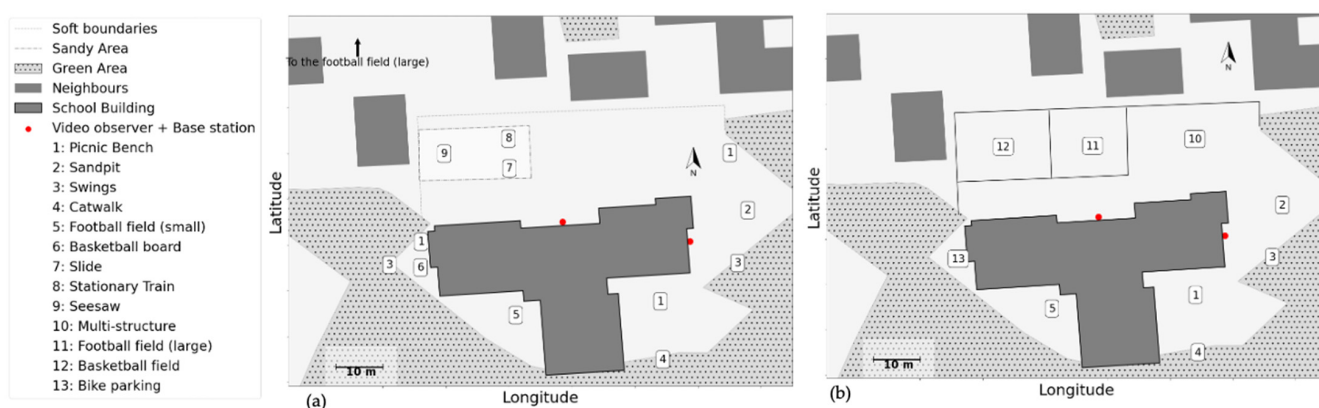 Soft boundaries
Sandy Area
Green Area
Neighbours
School Building
Video observer + Base station
1: Picnic Bench
2: Sandpit
3: Swings
4: Catwalk
5: Football field (small)
6: Basketball board
7: Slide
8: Stationary Train
9: Seesaw
10: Multi-structure
11: Football field (large)
12: Basketball field
13: Bike parking
To the football field (large)
8
9
7
1
N
2
1
3
6
3
1
5
4
10 m
Latitude
Longitude
(a)
N
12
11
10
2
13
3
1
5
4
10 m
Latitude
Longitude
(b)